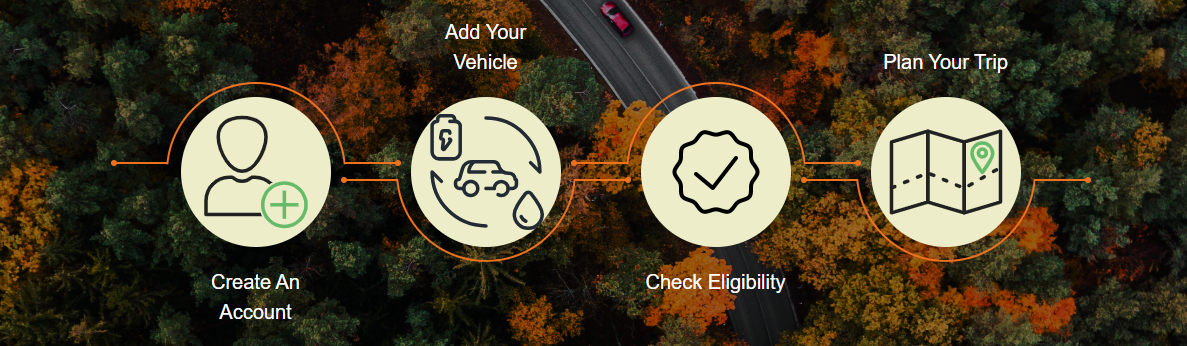 Create An
Account
Add Your
Vehicle
Check Eligibility
Plan Your Trip